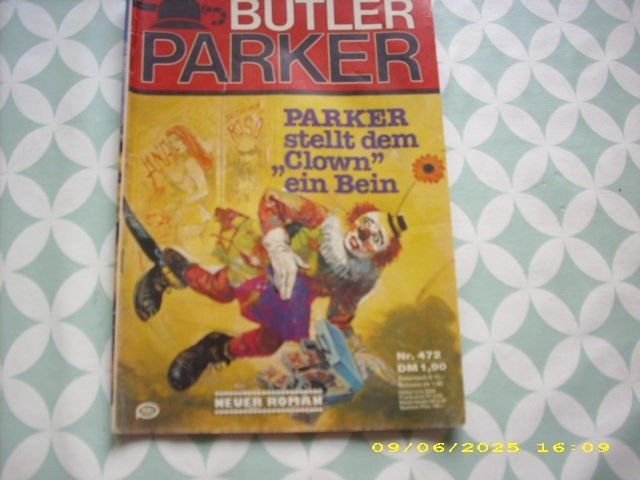 BUTLER
PARKER
PARKER
stellt dem
„Clown”
ein Bein
Nr. 472
DM 1,90
NEUER ROMAN
09/06/2025 16:09